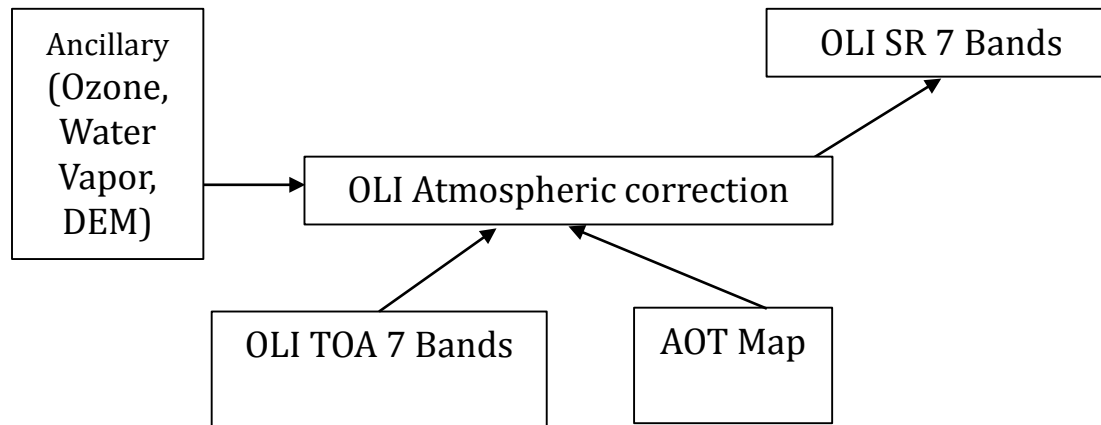 Ancillary
(Ozone,
Water
Vapor,
DEM)
OLI SR 7 Bands
OLI Atmospheric correction
OLI TOA 7 Bands
AOT Map